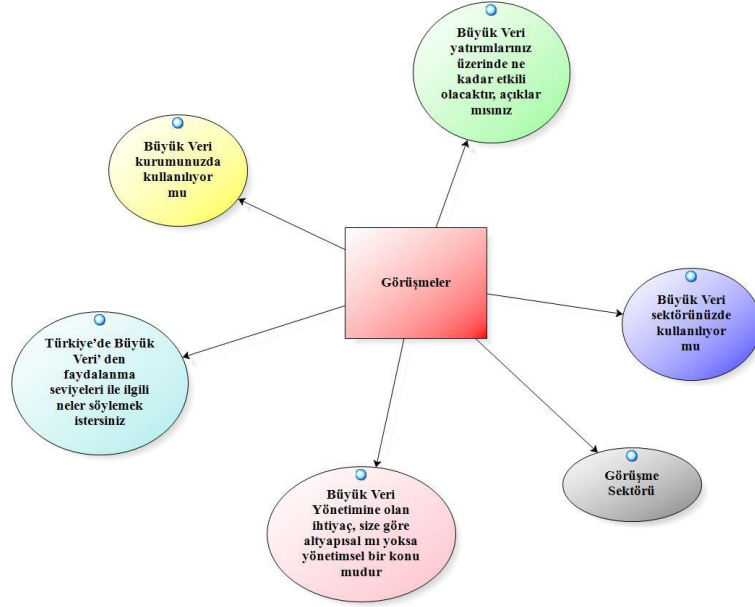 Büyük Veri
yatırımlarınız
üzerinde ne
kadar etkili
olacaktır, açıklar
mısınız
Büyük Veri
kurumunuzda
kullanılıyor
mu
Görüşmeler
Büyük Veri
sektörünüzde
kullanılıyor
mu
Türkiye’de Büyük
Veri’ den
faydalanma
seviyeleri ile ilgili
neler söylemek
istersiniz
Görüşme
Sektörü
Büyük Veri
Yönetimine olan
ihtiyaç, size göre
altyapısal mı yoksa
yönetimsel bir konu
mudur